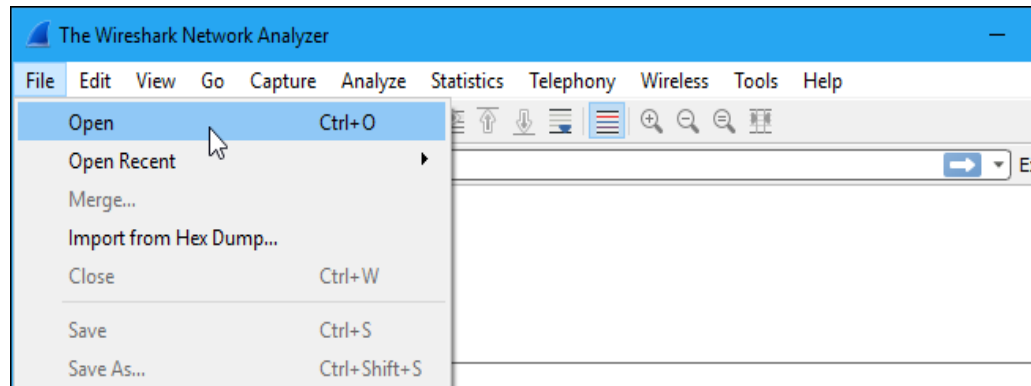 The Wireshark Network Analyzer
File Edit View Go Capture Analyze Statistics Telephony Wireless Tools Help
Open Ctrl+O
Open Recent
Merge...
Import from Hex Dump...
Close Ctrl+W
Save Ctrl+S
Save As... Ctrl+Shift+S